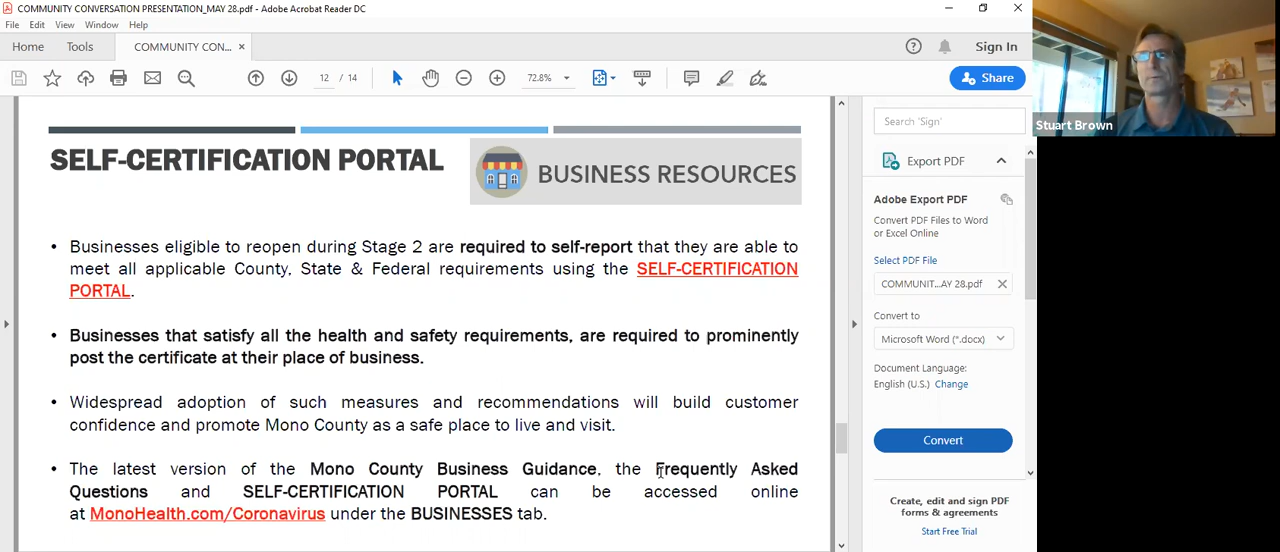 COMMUNITY CONVERSATION PRESENTATION_MAY 28.pdf - Adobe Acrobat Reader DC
File Edit View Window Help
Home Tools COMMUNITY CON... × Sign In
12 / 14 72.8% Share
SELF-CERTIFICATION PORTAL
BUSINESS RESOURCES
• Businesses eligible to reopen during Stage 2 are required to self-report that they are able to
meet all applicable County, State & Federal requirements using the SELF-CERTIFICATION
PORTAL.
• Businesses that satisfy all the health and safety requirements, are required to prominently
post the certificate at their place of business.
• Widespread adoption of such measures and recommendations will build customer
confidence and promote Mono County as a safe place to live and visit.
• The latest version of the Mono County Business Guidance, the Frequently Asked
Questions and SELF-CERTIFICATION PORTAL can be accessed online
at MonoHealth.com/Coronavirus under the BUSINESSES tab.
Search 'Sign'
Export PDF
Adobe Export PDF
Convert PDF Files to Word
or Excel Online
Select PDF File
COMMUNIT...AY 28.pdf
Convert to
Microsoft Word (*.docx)
Document Language:
English (U.S.) Change
Convert
Create, edit and sign PDF
forms & agreements
Start Free Trial
Stuart Brown